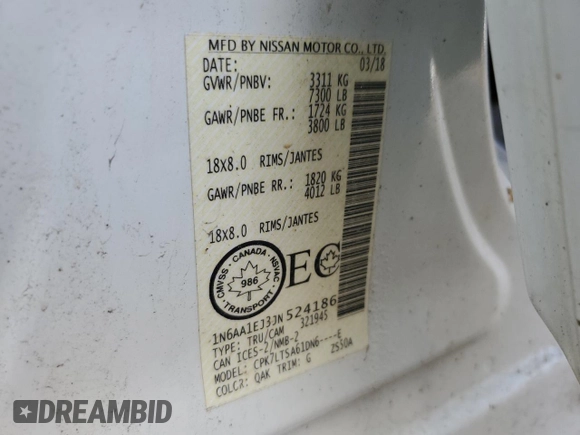 MFD BY NISSAN MOTOR CO., LTD.
DATE: 03/18
GVWR/PNBV: 3311 KG
7300 LB
GAWR/PNBE FR.: 1724 KG
3800 LB
18x8.0 RIMS/JANTES
GAWR/PNBE RR.: 1820 KG
4012 LB
18x8.0 RIMS/JANTES
CMVSS · CANADA · NSVAC · TRANSPORT
986
EC
1N6AA1EJ3JN524186
TYPE: TRU/CAM 321945
CAN ICES-2/NMB-2
MODEL: CPK7LTSA61DN6----E
COLOR: QAK TRIM: G ZS50A
DREAMBID